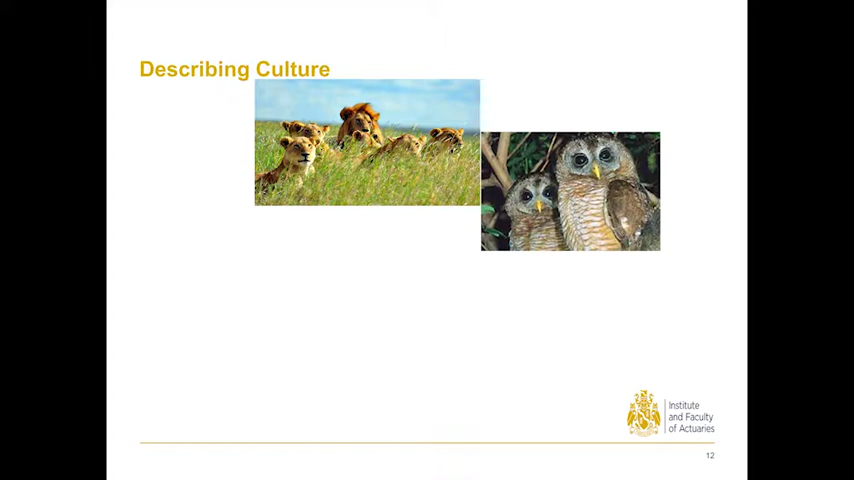 Describing Culture
Institute
and Faculty
of Actuaries
12